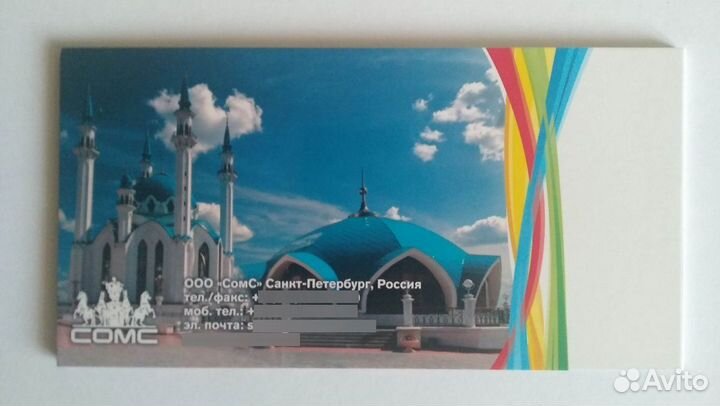 ООО «СомС» Санкт-Петербург, Россия
тел./факс: +
моб. тел.: +
эл. почта: s
СОМС
Avito